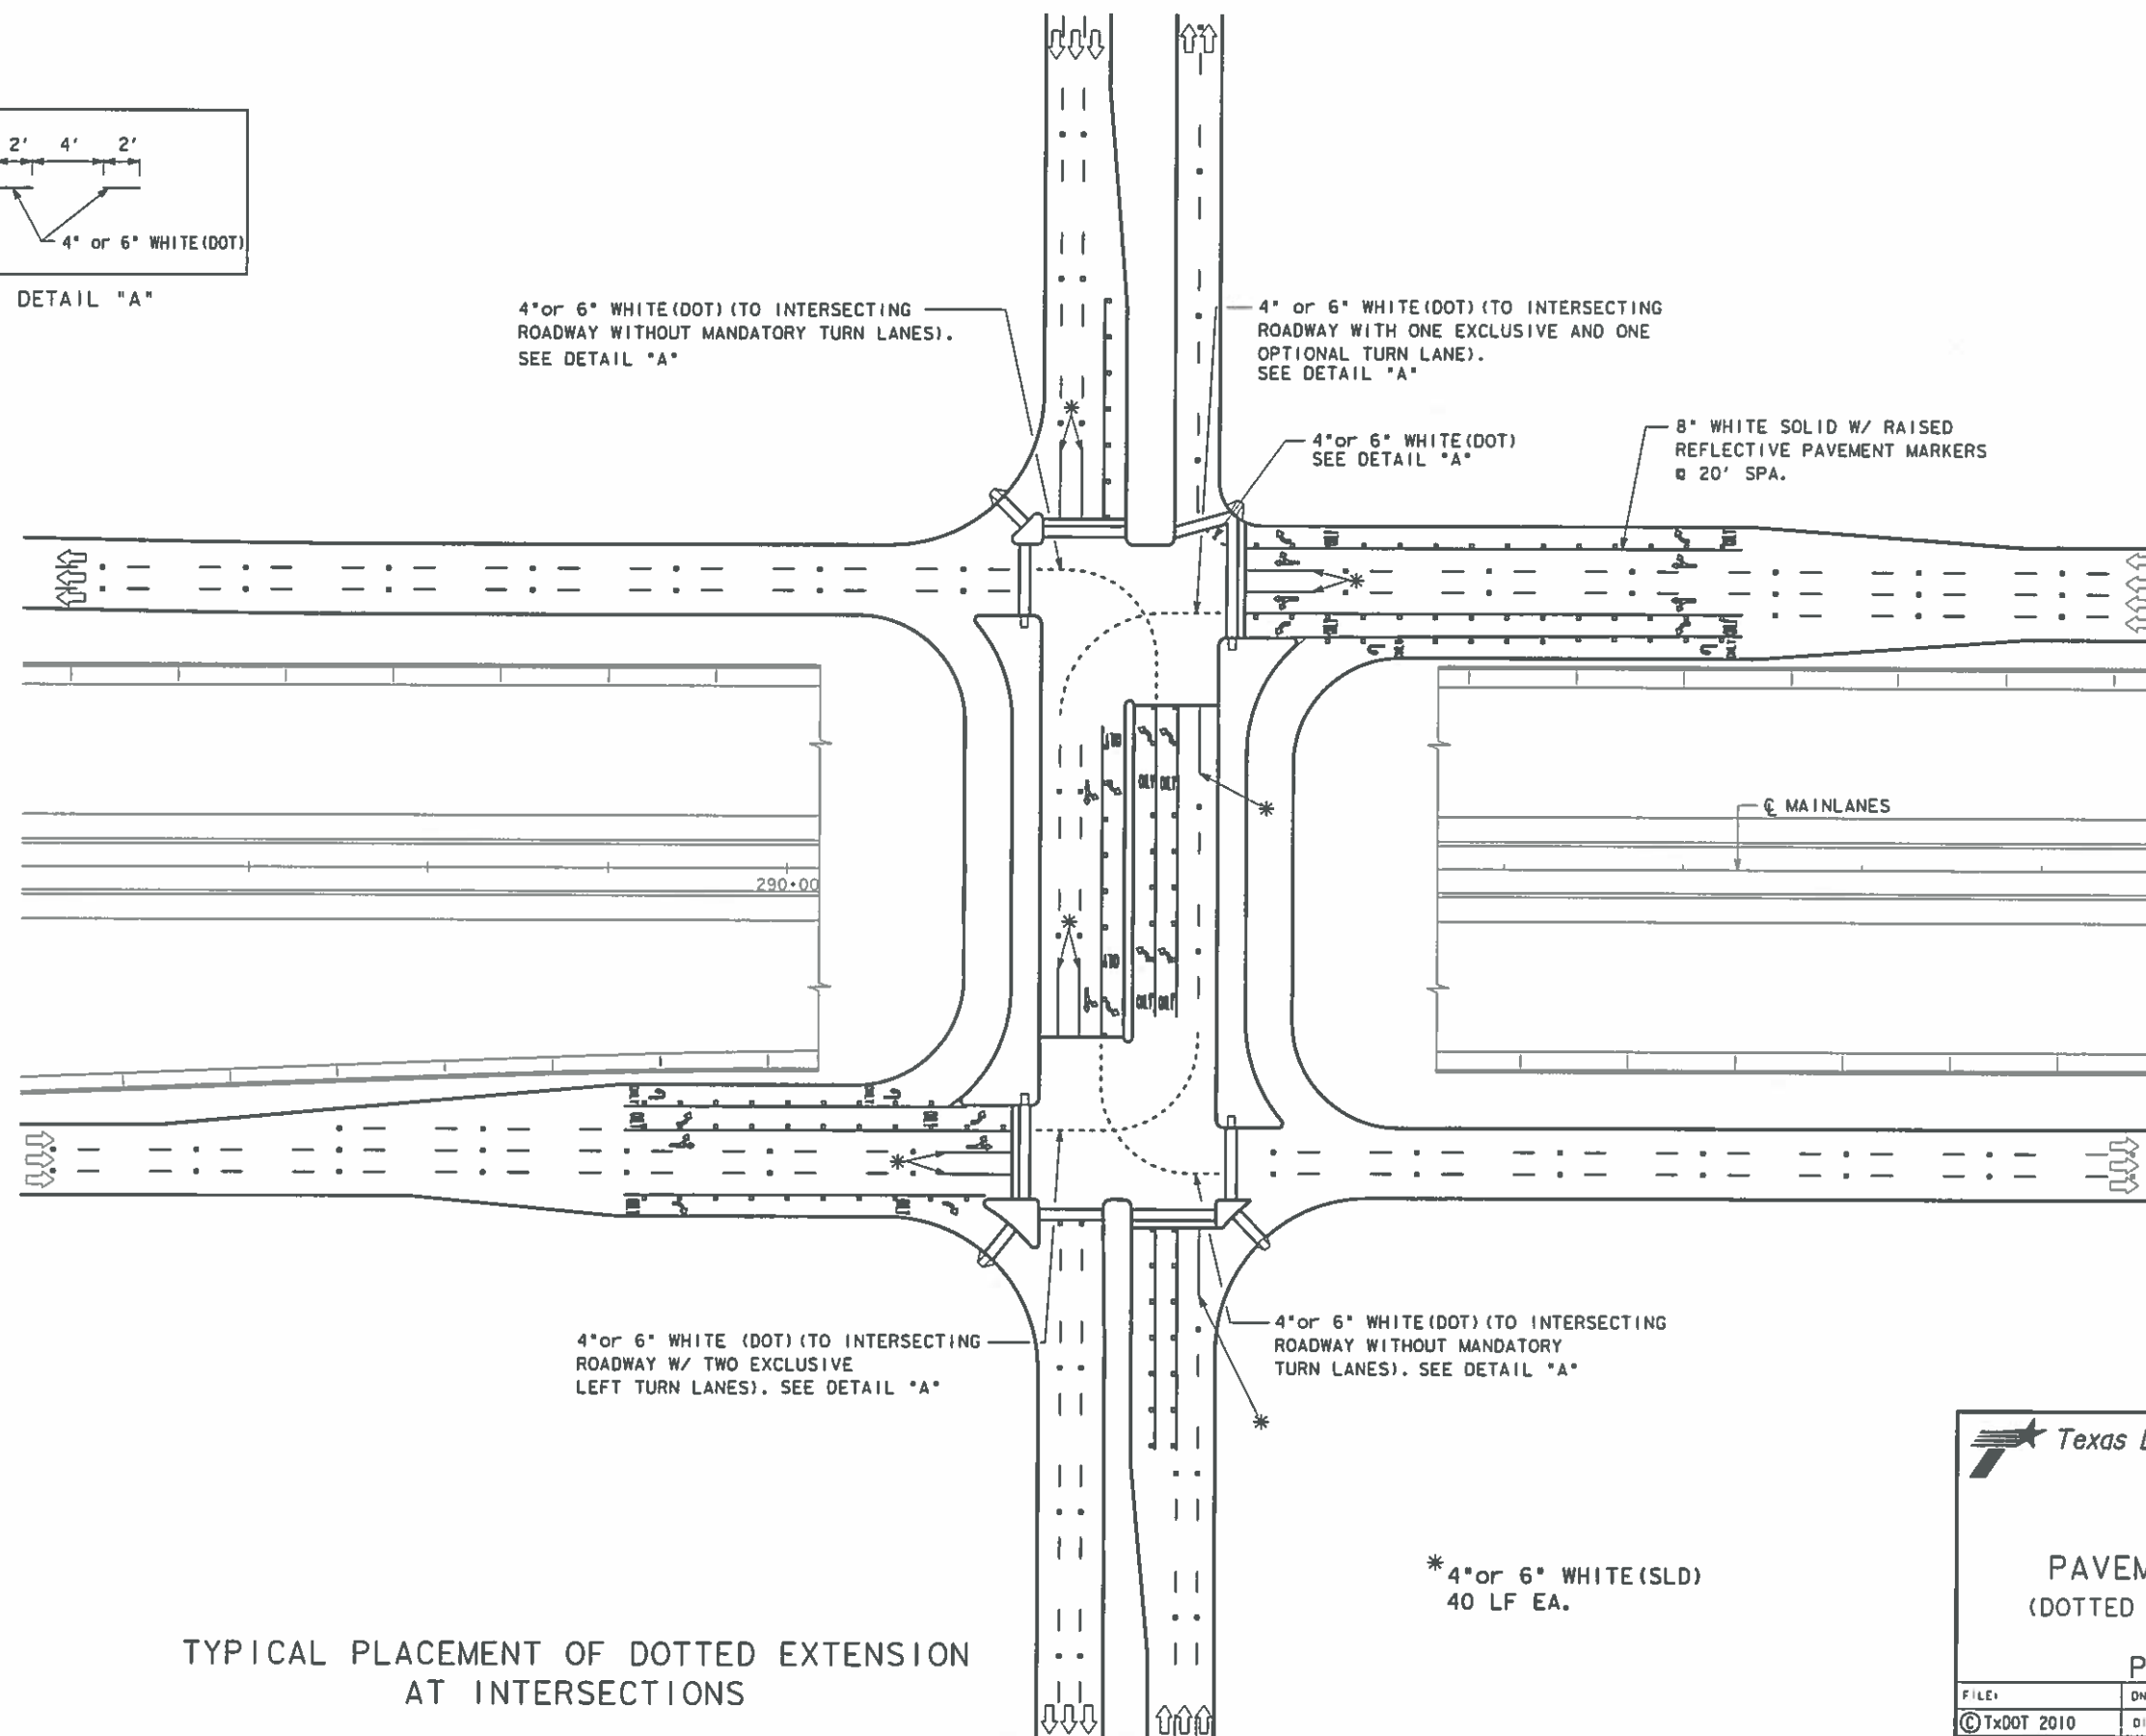 2' 4' 2'
4" or 6" WHITE(DOT)
DETAIL "A"
4"or 6" WHITE(DOT) (TO INTERSECTING
ROADWAY WITHOUT MANDATORY TURN LANES).
SEE DETAIL "A"
4" or 6" WHITE(DOT) (TO INTERSECTING
ROADWAY WITH ONE EXCLUSIVE AND ONE
OPTIONAL TURN LANE).
SEE DETAIL "A"
4"or 6" WHITE(DOT)
SEE DETAIL "A"
8" WHITE SOLID W/ RAISED
REFLECTIVE PAVEMENT MARKERS
@ 20' SPA.
℄ MAINLANES
290+00
4"or 6" WHITE (DOT) (TO INTERSECTING
ROADWAY W/ TWO EXCLUSIVE
LEFT TURN LANES). SEE DETAIL "A"
4"or 6" WHITE(DOT) (TO INTERSECTING
ROADWAY WITHOUT MANDATORY
TURN LANES). SEE DETAIL "A"
*4"or 6" WHITE(SLD)
40 LF EA.
TYPICAL PLACEMENT OF DOTTED EXTENSION
AT INTERSECTIONS
Texas
PAVEM
(DOTTED
P
FILE: DN
© TxDOT 2010